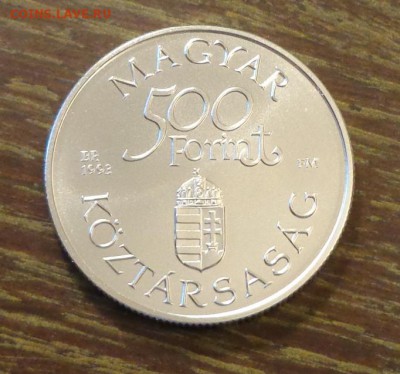 COINS.LAVE.RU
MAGYAR
500
Forint
BP. 1993
KÖZTÁRSASÁG